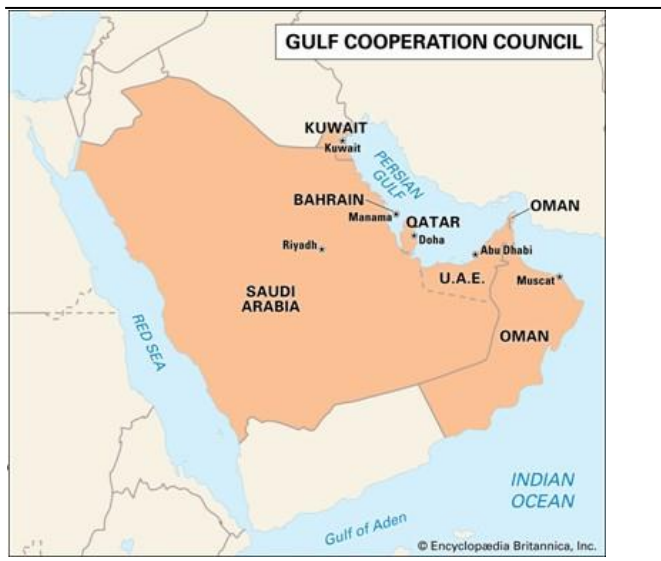 GULF COOPERATION COUNCIL
KUWAIT
Kuwait
PERSIAN
GULF
BAHRAIN
Manama
QATAR
Doha
OMAN
Riyadh
Abu Dhabi
U.A.E.
Muscat
SAUDI
ARABIA
RED SEA
OMAN
INDIAN
OCEAN
Gulf of Aden
© Encyclopædia Britannica, Inc.